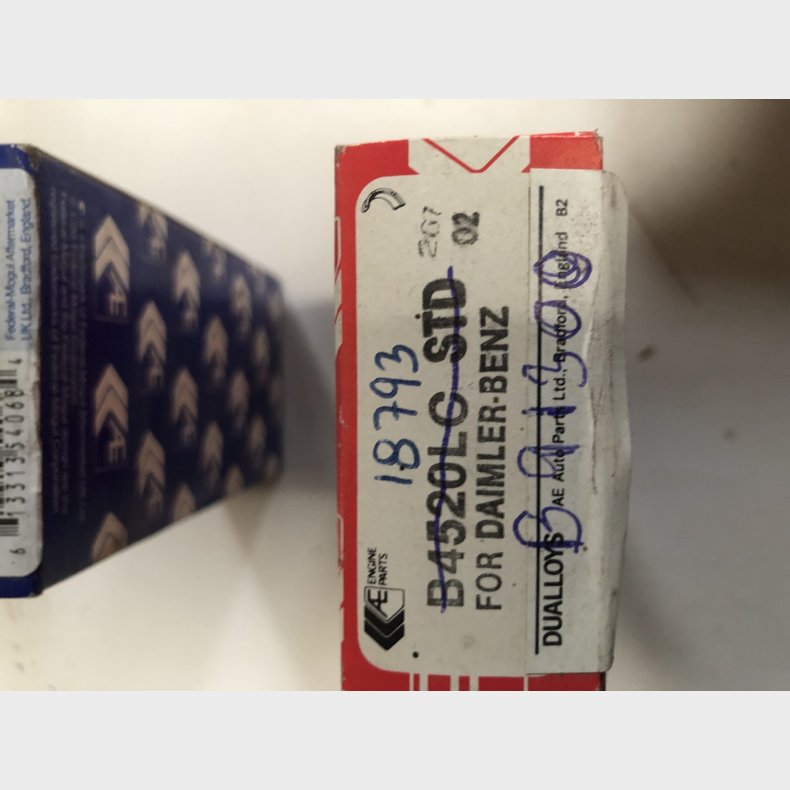 Federal-Mogul Aftermarket
UK Ltd., Bradford, England.
AE
ENGINE
PARTS
18793
B4520LC STD
207
02
FOR DAIMLER-BENZ
DUALLOYS
AE Auto Parts Ltd., Bradford, England B2